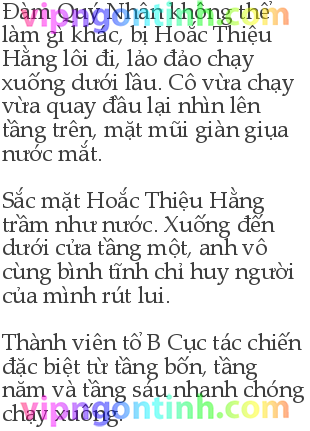 Đàm Quý Nhân không thể
làm gì khác, bị Hoắc Thiệu
Hằng lôi đi, lảo đảo chạy
xuống dưới lầu. Cô vừa chạy
vừa quay đầu lại nhìn lên
tầng trên, mặt mũi giàn giụa
nước mắt.
Sắc mặt Hoắc Thiệu Hằng
trầm như nước. Xuống đến
dưới cửa tầng một, anh vô
cùng bình tĩnh chỉ huy người
của mình rút lui.
Thành viên tổ B Cục tác chiến
đặc biệt từ tầng bốn, tầng
năm và tầng sáu nhanh chóng
chạy xuống.
vipngontinh.com
vipngontinh.com